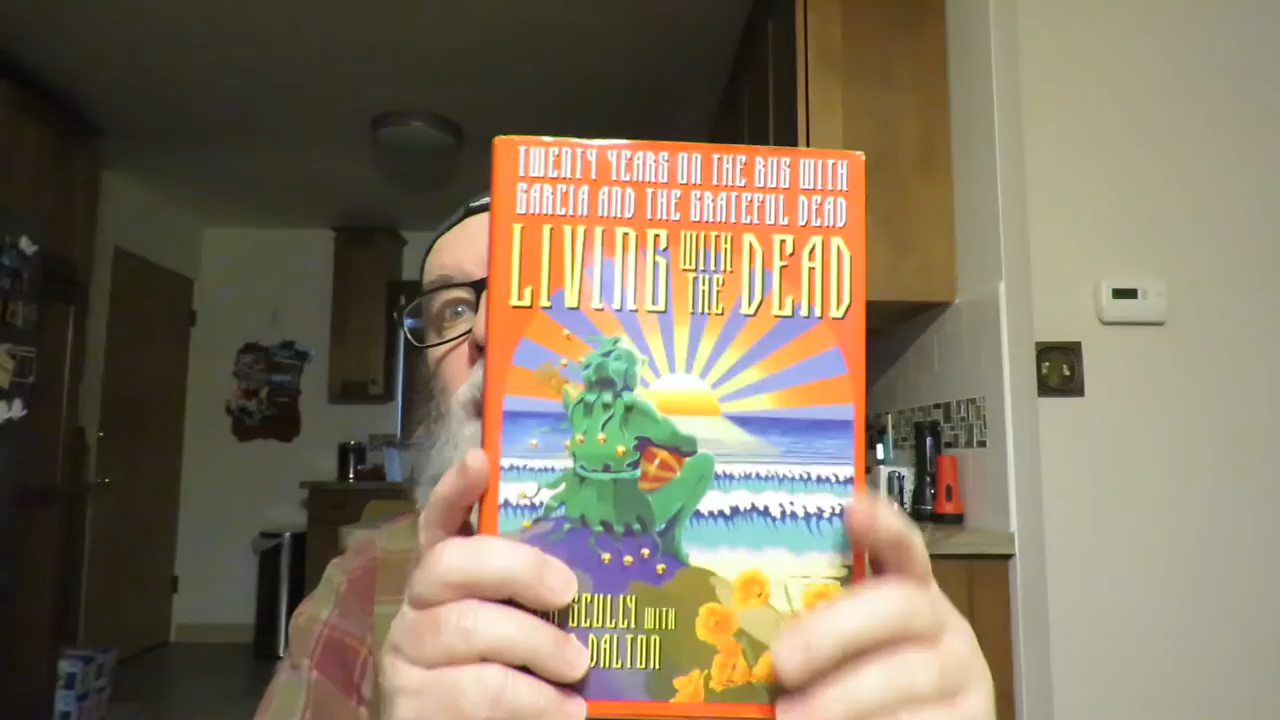 TWENTY YEARS ON THE BUS WITH
GARCIA AND THE GRATEFUL DEAD
LIVING WITH THE DEAD
SCULLY WITH
DALTON